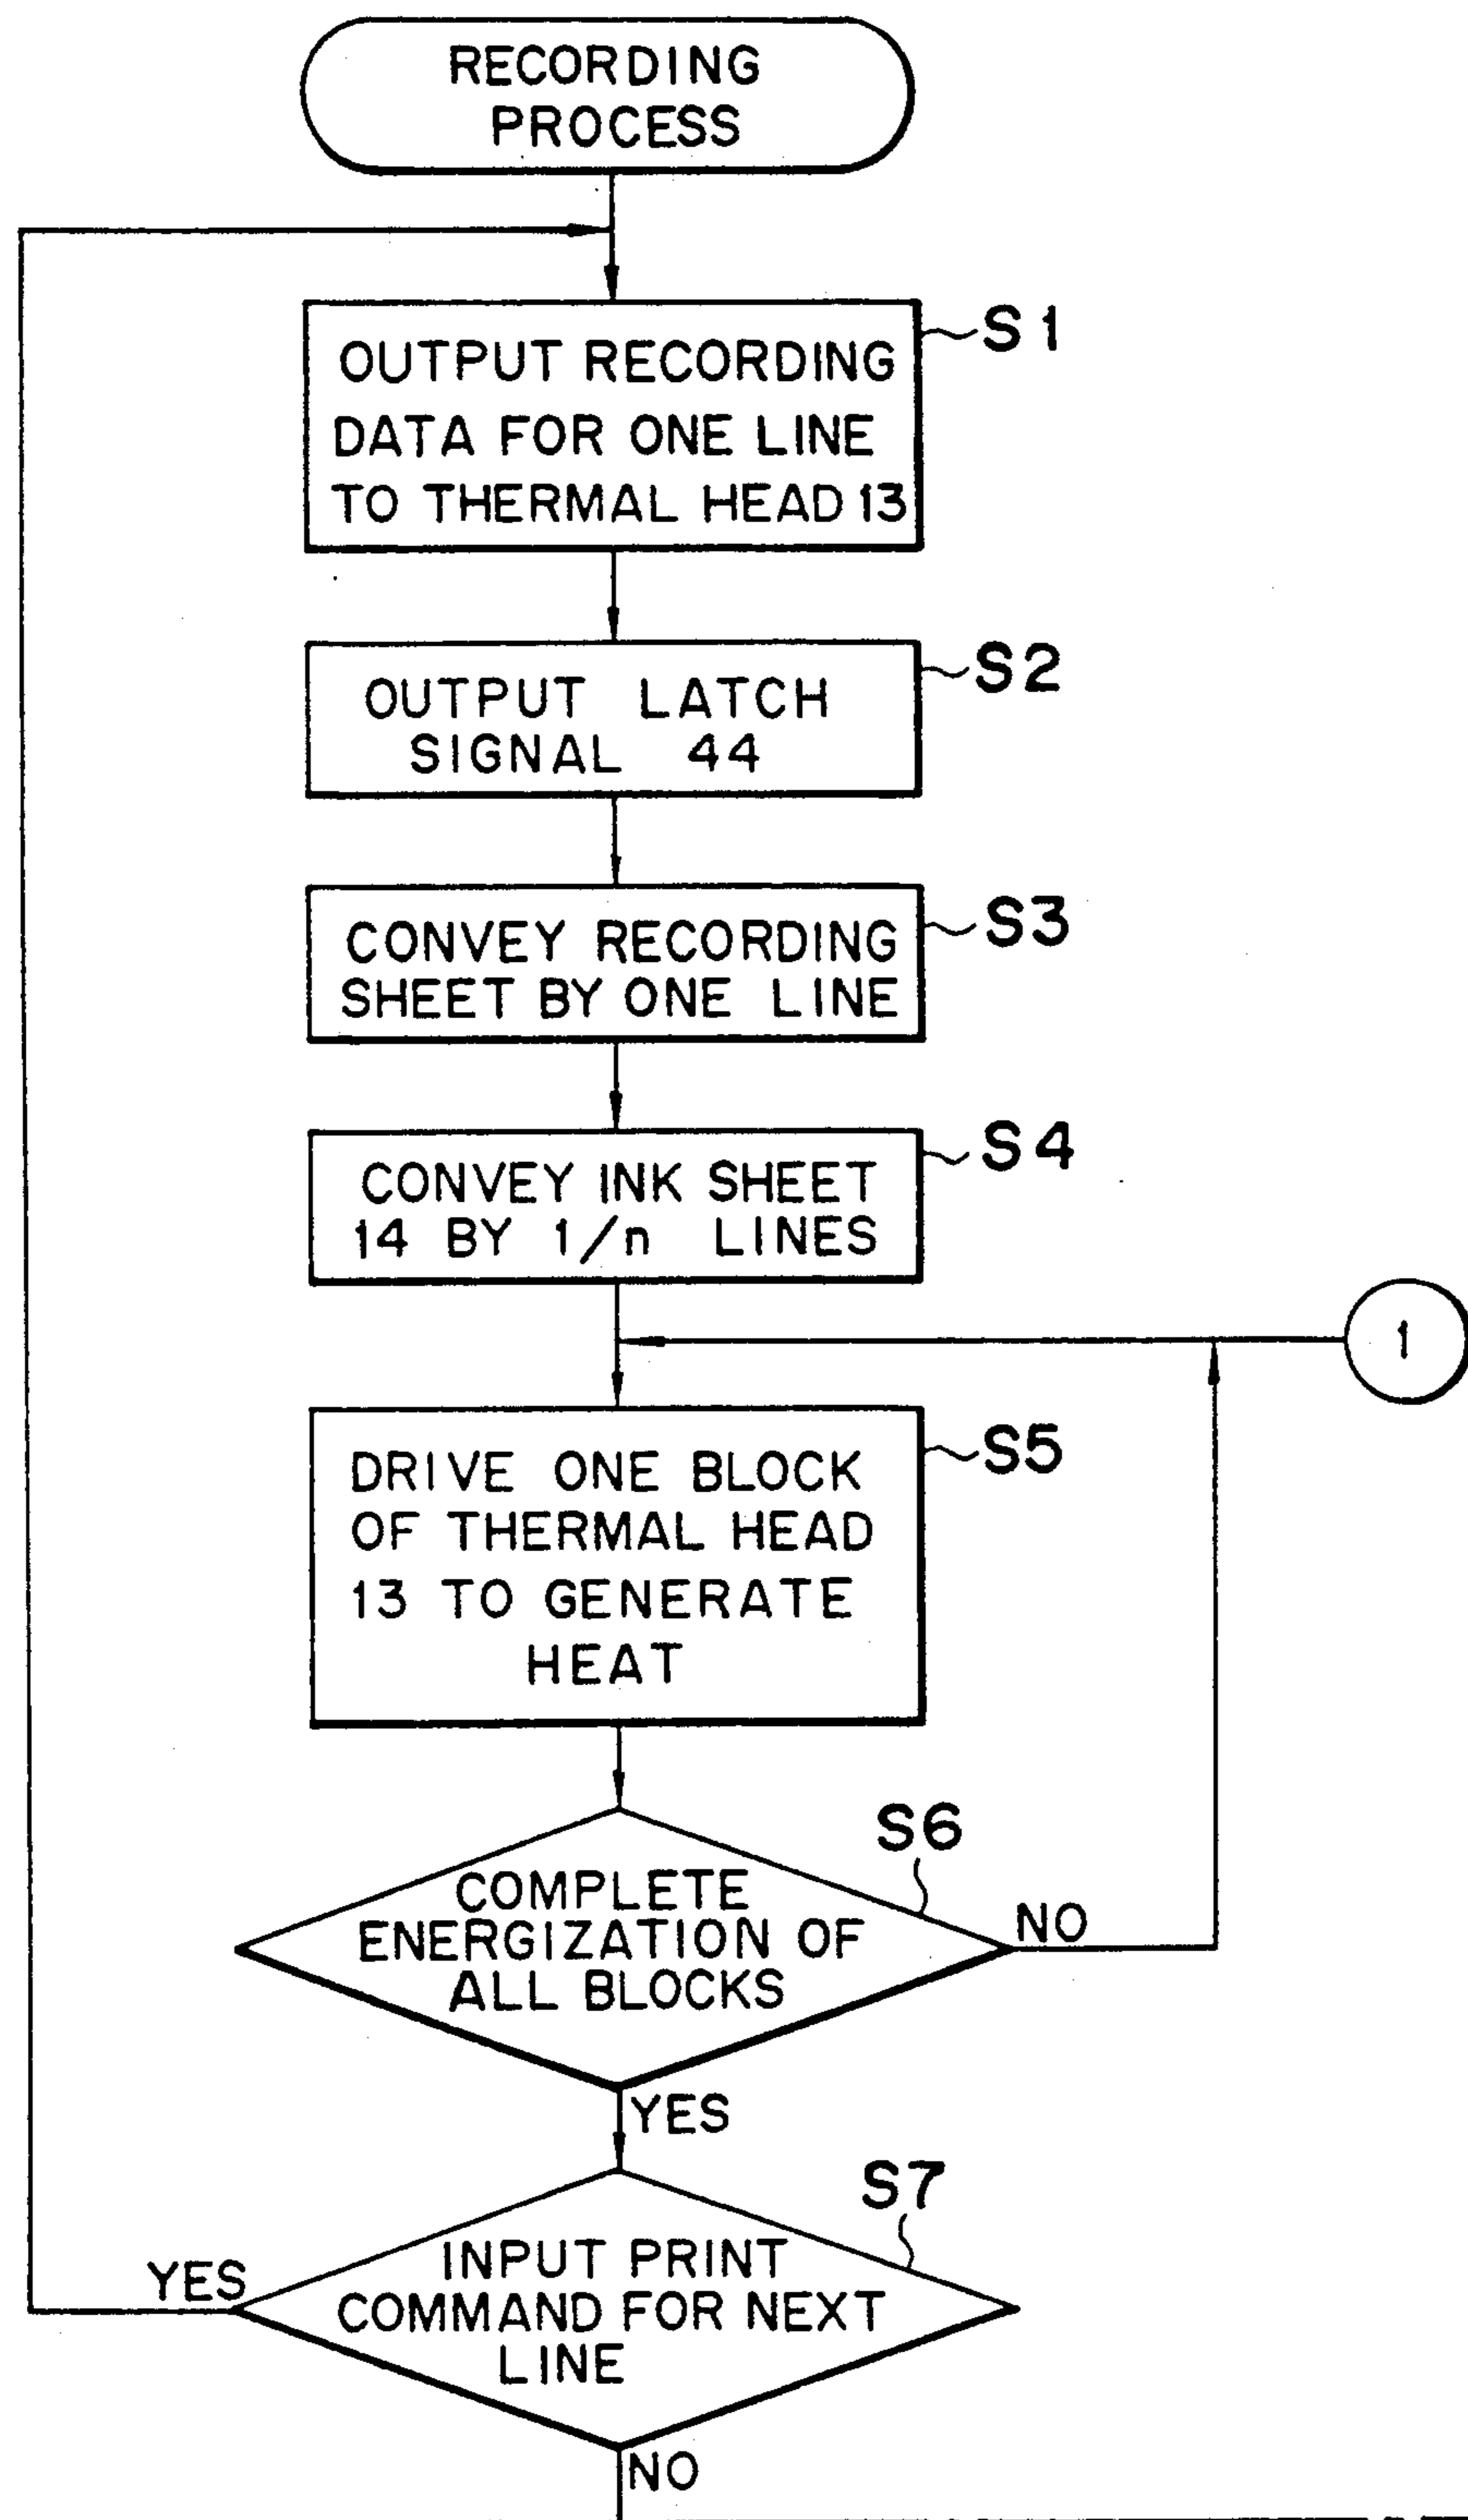 RECORDING
PROCESS
S1
OUTPUT RECORDING
DATA FOR ONE LINE
TO THERMAL HEAD 13
S2
OUTPUT LATCH
SIGNAL 44
S3
CONVEY RECORDING
SHEET BY ONE LINE
S4
CONVEY INK SHEET
14 BY 1/n LINES
1
S5
DRIVE ONE BLOCK
OF THERMAL HEAD
13 TO GENERATE
HEAT
S6
COMPLETE
ENERGIZATION OF
ALL BLOCKS
NO
YES
S7
INPUT PRINT
COMMAND FOR NEXT
LINE
YES
NO